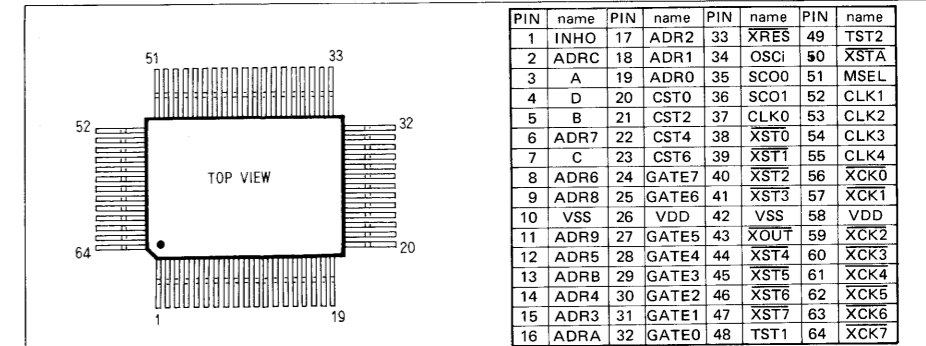 51 33
52 32
TOP VIEW
64 20
1 19
PIN name PIN name PIN name PIN name
1 INHO 17 ADR2 33 XRES 49 TST2
2 ADRC 18 ADR1 34 OSCi 50 XSTA
3 A 19 ADR0 35 SCO0 51 MSEL
4 D 20 CST0 36 SCO1 52 CLK1
5 B 21 CST2 37 CLK0 53 CLK2
6 ADR7 22 CST4 38 XST0 54 CLK3
7 C 23 CST6 39 XST1 55 CLK4
8 ADR6 24 GATE7 40 XST2 56 XCK0
9 ADR8 25 GATE6 41 XST3 57 XCK1
10 VSS 26 VDD 42 VSS 58 VDD
11 ADR9 27 GATE5 43 XOUT 59 XCK2
12 ADR5 28 GATE4 44 XST4 60 XCK3
13 ADRB 29 GATE3 45 XST5 61 XCK4
14 ADR4 30 GATE2 46 XST6 62 XCK5
15 ADR3 31 GATE1 47 XST7 63 XCK6
16 ADRA 32 GATE0 48 TST1 64 XCK7